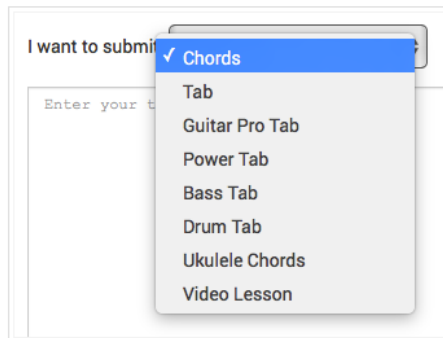 I want to submit
✓ Chords
Enter your t
Tab
Guitar Pro Tab
Power Tab
Bass Tab
Drum Tab
Ukulele Chords
Video Lesson